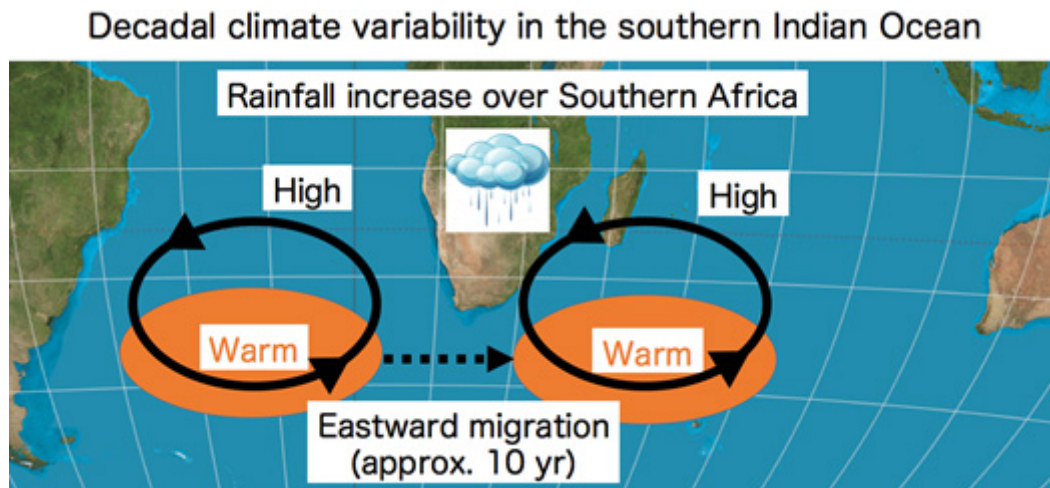 Decadal climate variability in the southern Indian Ocean
Rainfall increase over Southern Africa
High
High
Warm
Warm
Eastward migration
(approx. 10 yr)